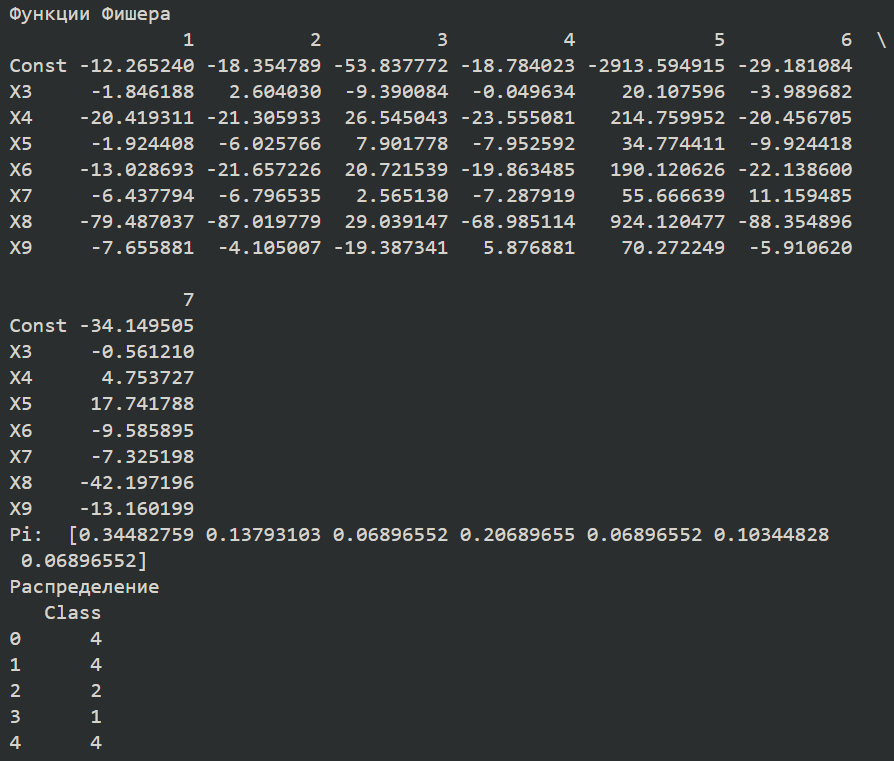 Функции Фишера
1 2 3 4 5 6 \
Const -12.265240 -18.354789 -53.837772 -18.784023 -2913.594915 -29.181084
X3 -1.846188 2.604030 -9.390084 -0.049634 20.107596 -3.989682
X4 -20.419311 -21.305933 26.545043 -23.555081 214.759952 -20.456705
X5 -1.924408 -6.025766 7.901778 -7.952592 34.774411 -9.924418
X6 -13.028693 -21.657226 20.721539 -19.863485 190.120626 -22.138600
X7 -6.437794 -6.796535 2.565130 -7.287919 55.666639 11.159485
X8 -79.487037 -87.019779 29.039147 -68.985114 924.120477 -88.354896
X9 -7.655881 -4.105007 -19.387341 5.876881 70.272249 -5.910620
7
Const -34.149505
X3 -0.561210
X4 4.753727
X5 17.741788
X6 -9.585895
X7 -7.325198
X8 -42.197196
X9 -13.160199
Pi: [0.34482759 0.13793103 0.06896552 0.20689655 0.06896552 0.10344828
0.06896552]
Распределение
Class
0 4
1 4
2 2
3 1
4 4